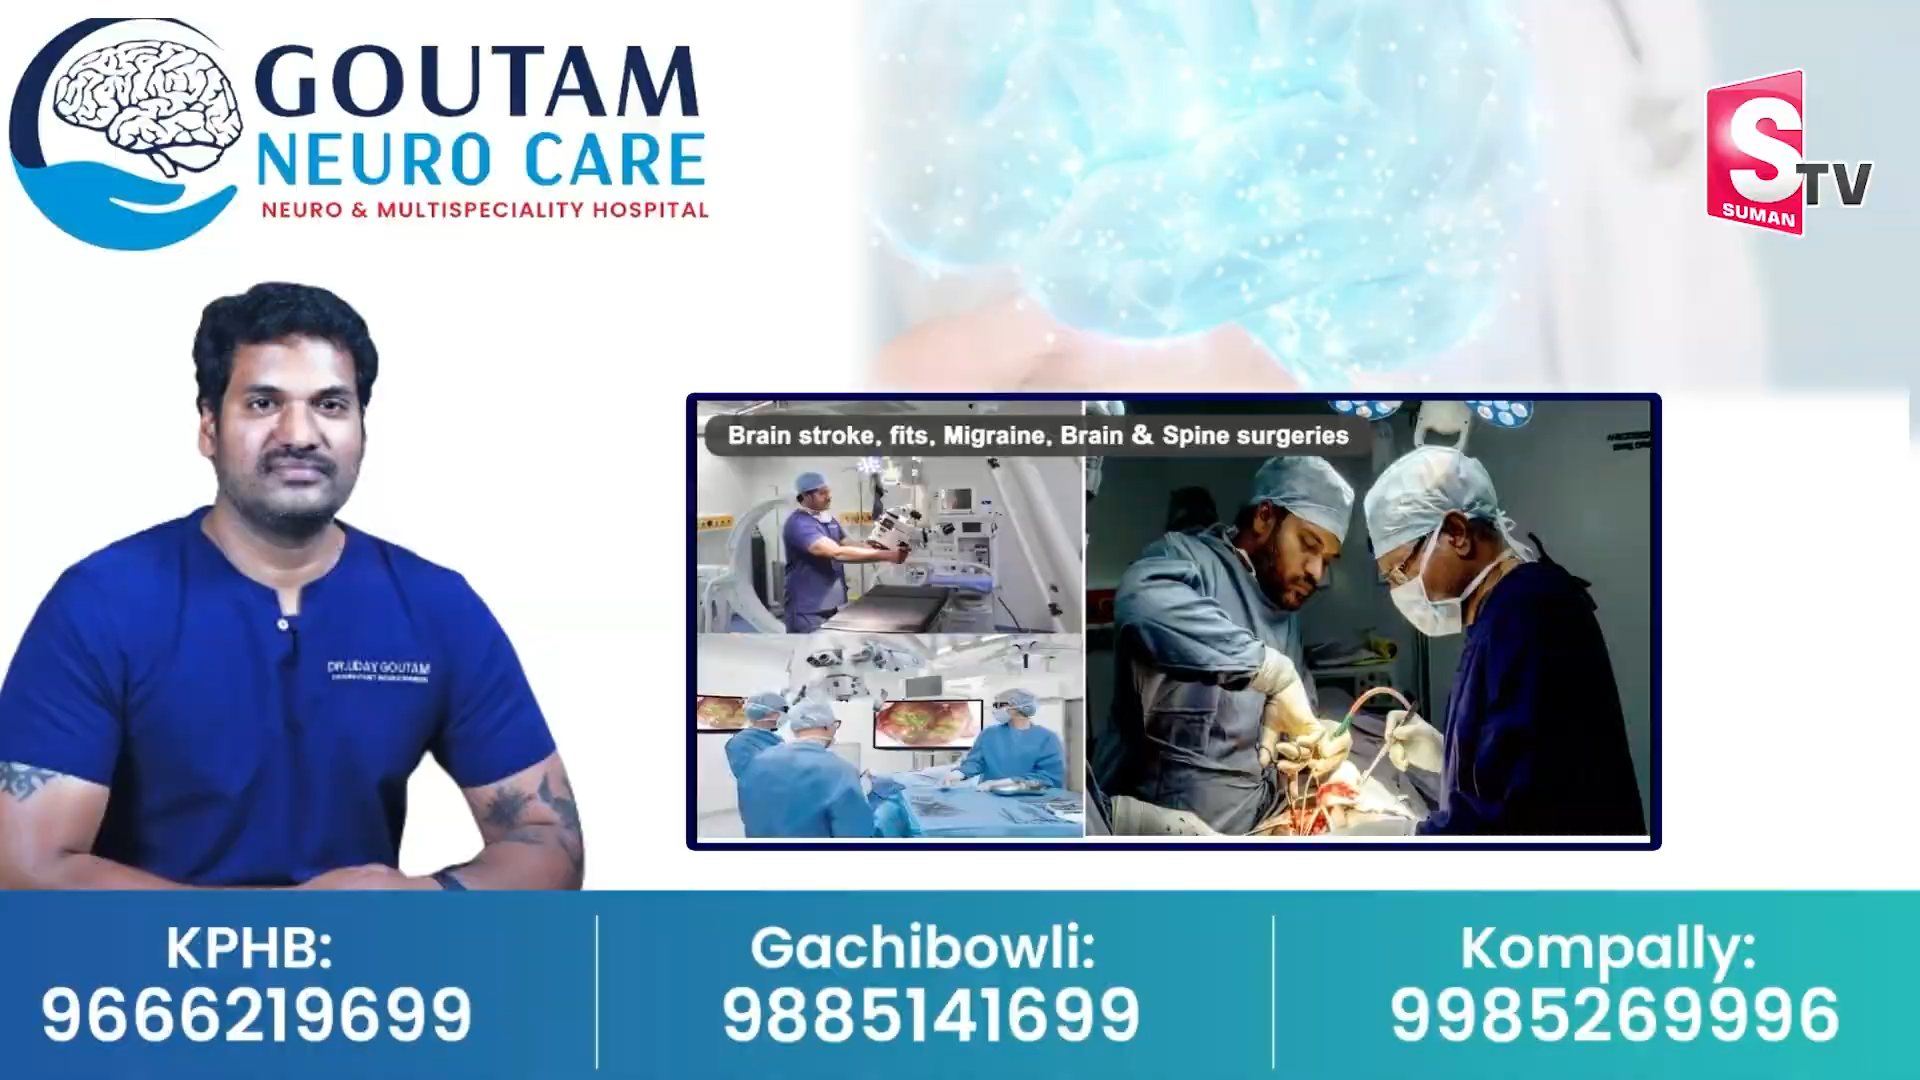 GOUTAM
NEURO CARE
NEURO & MULTISPECIALITY HOSPITAL
S
TV
SUMAN
Brain stroke, fits, Migraine, Brain & Spine surgeries
DR.UDAY GOUTAM
KPHB:
9666219699
Gachibowli:
9885141699
Kompally:
9985269996